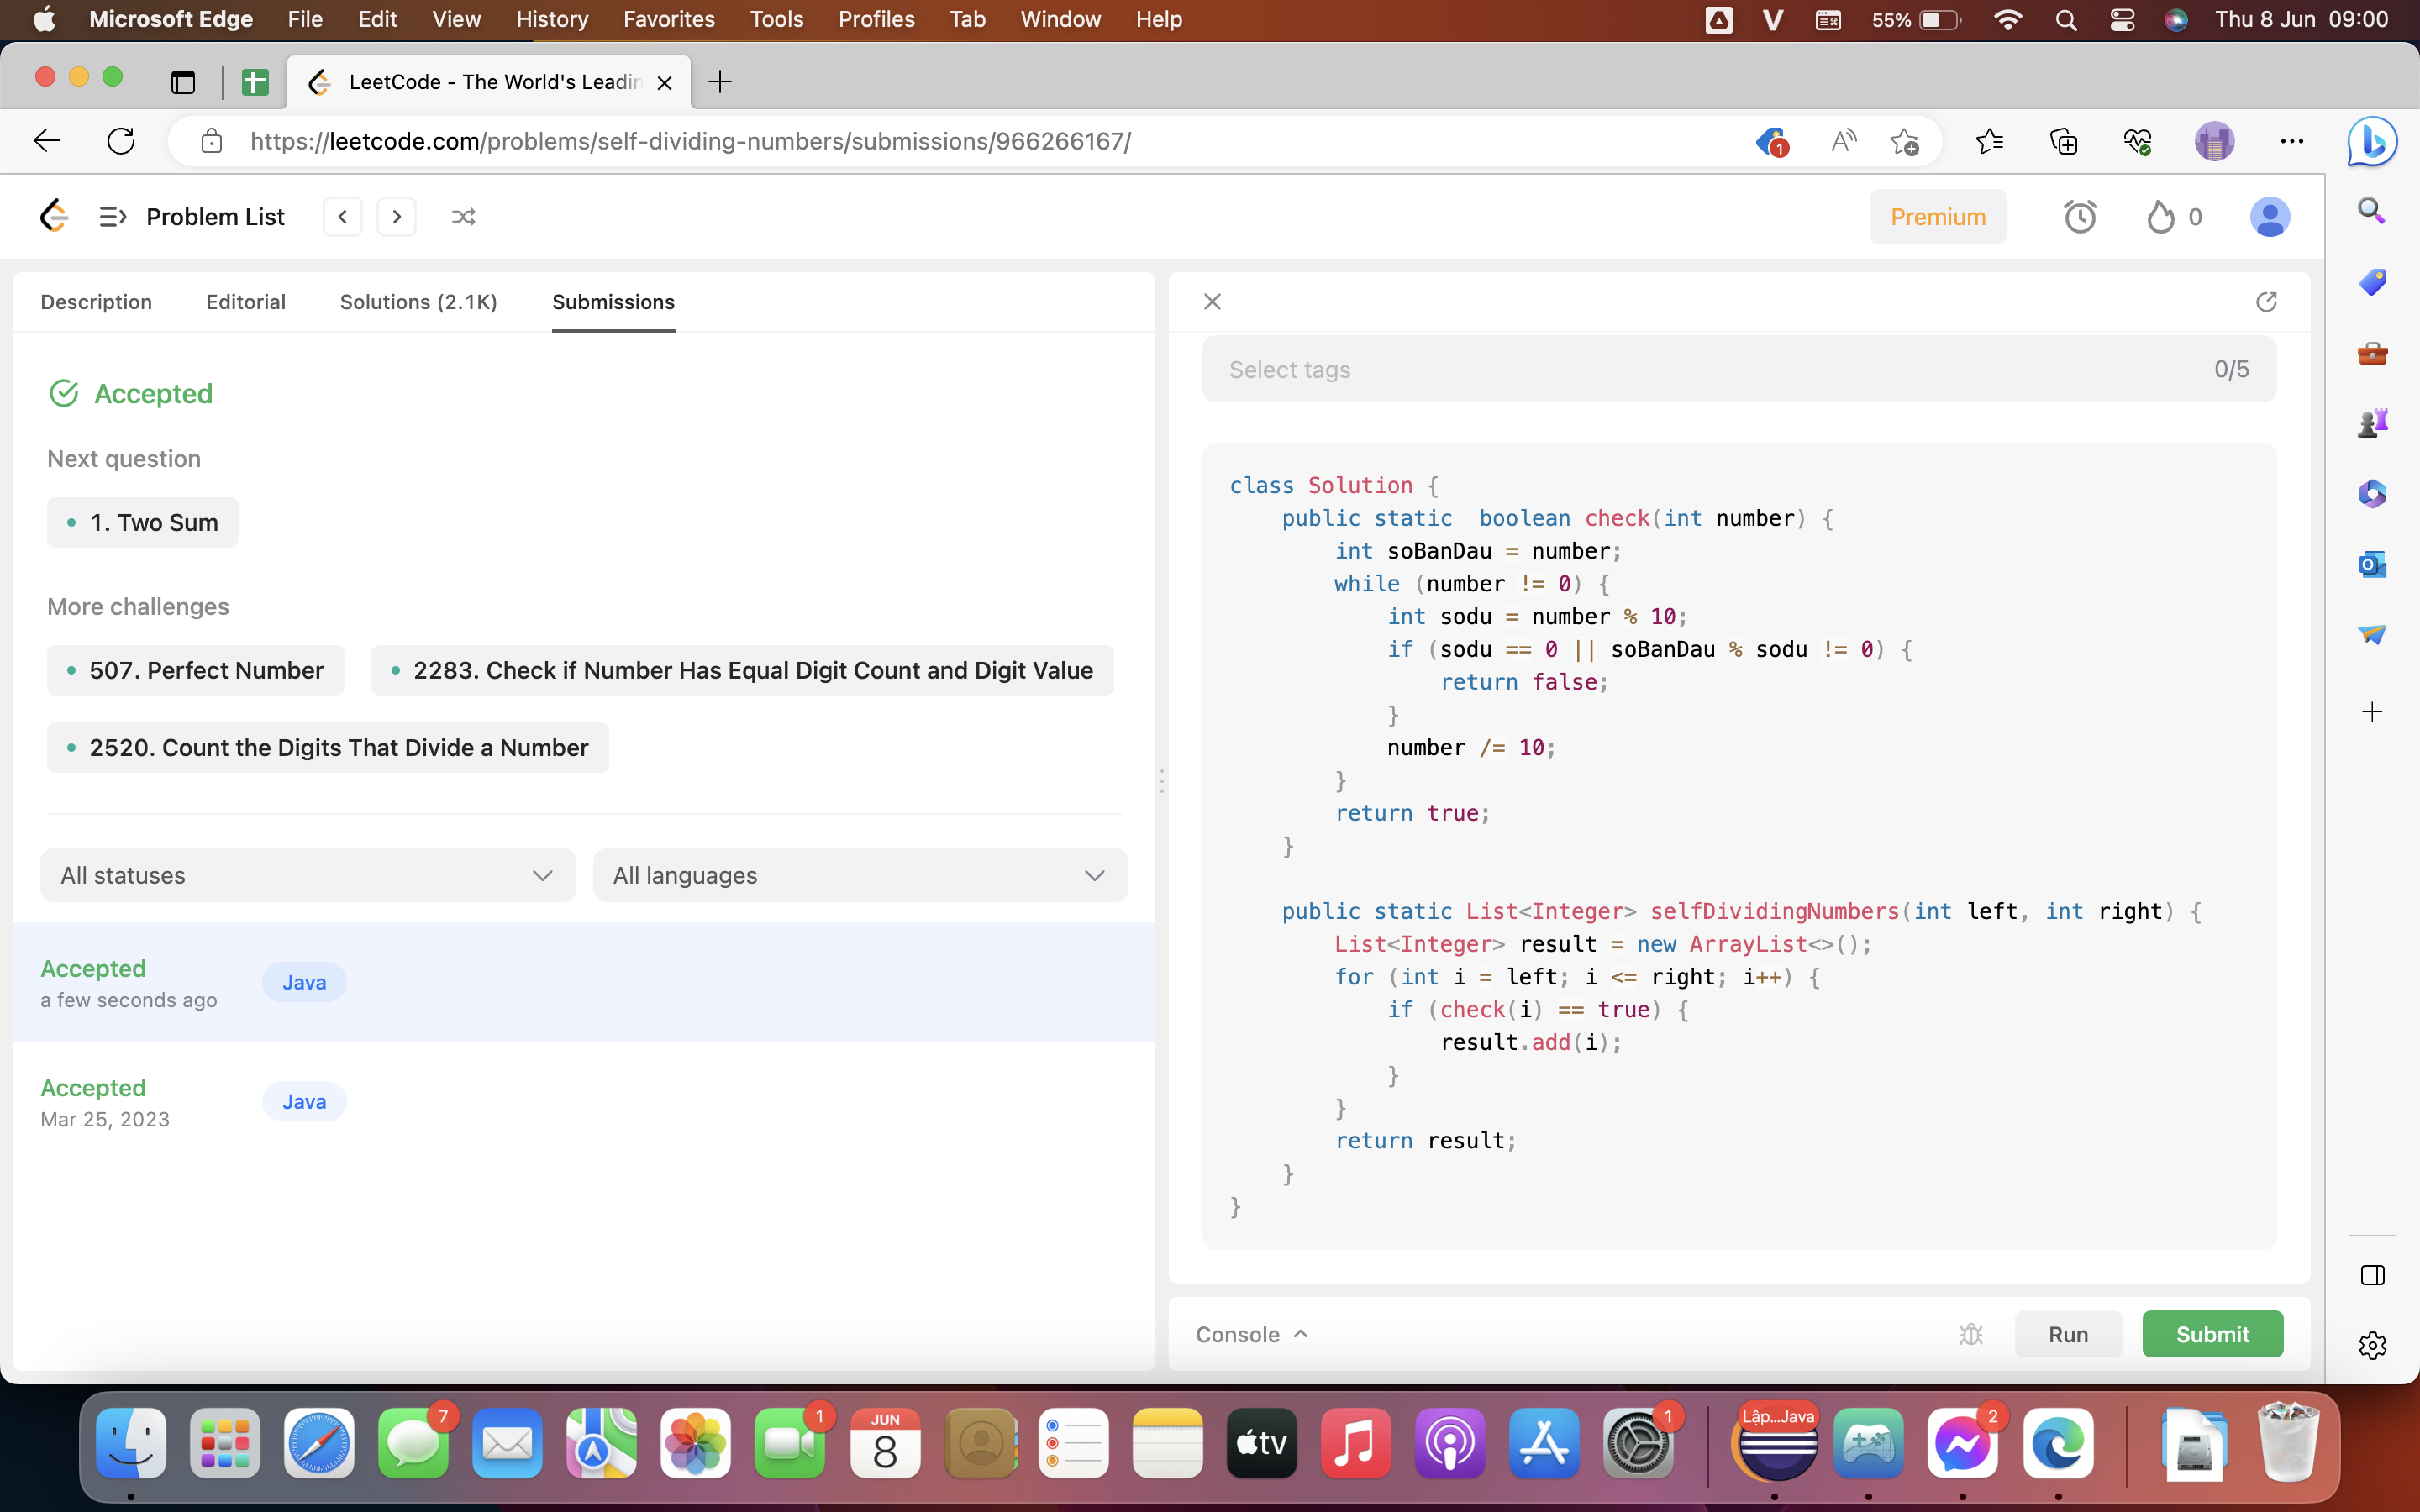 Microsoft Edge File Edit View History Favorites Tools Profiles Tab Window Help 55% Thu 8 Jun 09:00
LeetCode - The World's Leadin
https://leetcode.com/problems/self-dividing-numbers/submissions/966266167/
1
Problem List
Premium
0
Description Editorial Solutions (2.1K) Submissions
Accepted
Next question
1. Two Sum
More challenges
507. Perfect Number
2283. Check if Number Has Equal Digit Count and Digit Value
2520. Count the Digits That Divide a Number
All statuses
All languages
Accepted
a few seconds ago
Java
Accepted
Mar 25, 2023
Java
Select tags
0/5
class Solution {
    public static  boolean check(int number) {
        int soBanDau = number;
        while (number != 0) {
            int sodu = number % 10;
            if (sodu == 0 || soBanDau % sodu != 0) {
                return false;
            }
            number /= 10;
        }
        return true;
    }
    public static List<Integer> selfDividingNumbers(int left, int right) {
        List<Integer> result = new ArrayList<>();
        for (int i = left; i <= right; i++) {
            if (check(i) == true) {
                result.add(i);
            }
        }
        return result;
    }
}
Console
Run
Submit
7
1
JUN
8
tv
1
Lập...Java
2